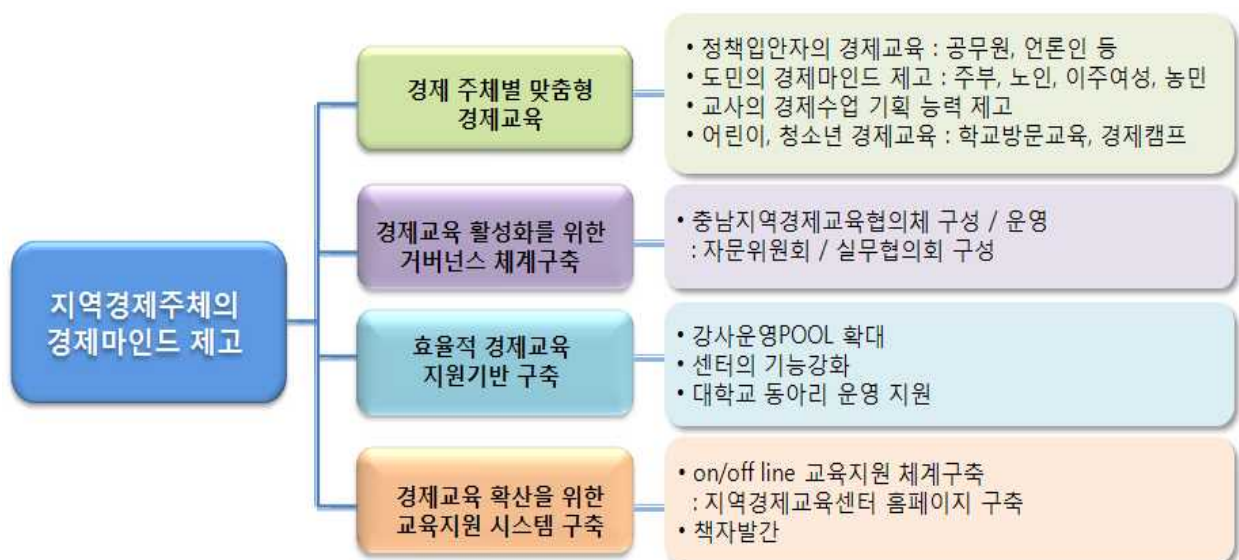 지역경제주체의
경제마인드 제고
경제 주체별 맞춤형
경제교육
• 정책입안자의 경제교육 : 공무원, 언론인 등
• 도민의 경제마인드 제고 : 주부, 노인, 이주여성, 농민
• 교사의 경제수업 기획 능력 제고
• 어린이, 청소년 경제교육 : 학교방문교육, 경제캠프
경제교육 활성화를 위한
거버넌스 체계구축
• 충남지역경제교육협의체 구성 / 운영
: 자문위원회 / 실무협의회 구성
효율적 경제교육
지원기반 구축
• 강사운영POOL 확대
• 센터의 기능강화
• 대학교 동아리 운영 지원
경제교육 확산을 위한
교육지원 시스템 구축
• on/off line 교육지원 체계구축
: 지역경제교육센터 홈페이지 구축
• 책자발간